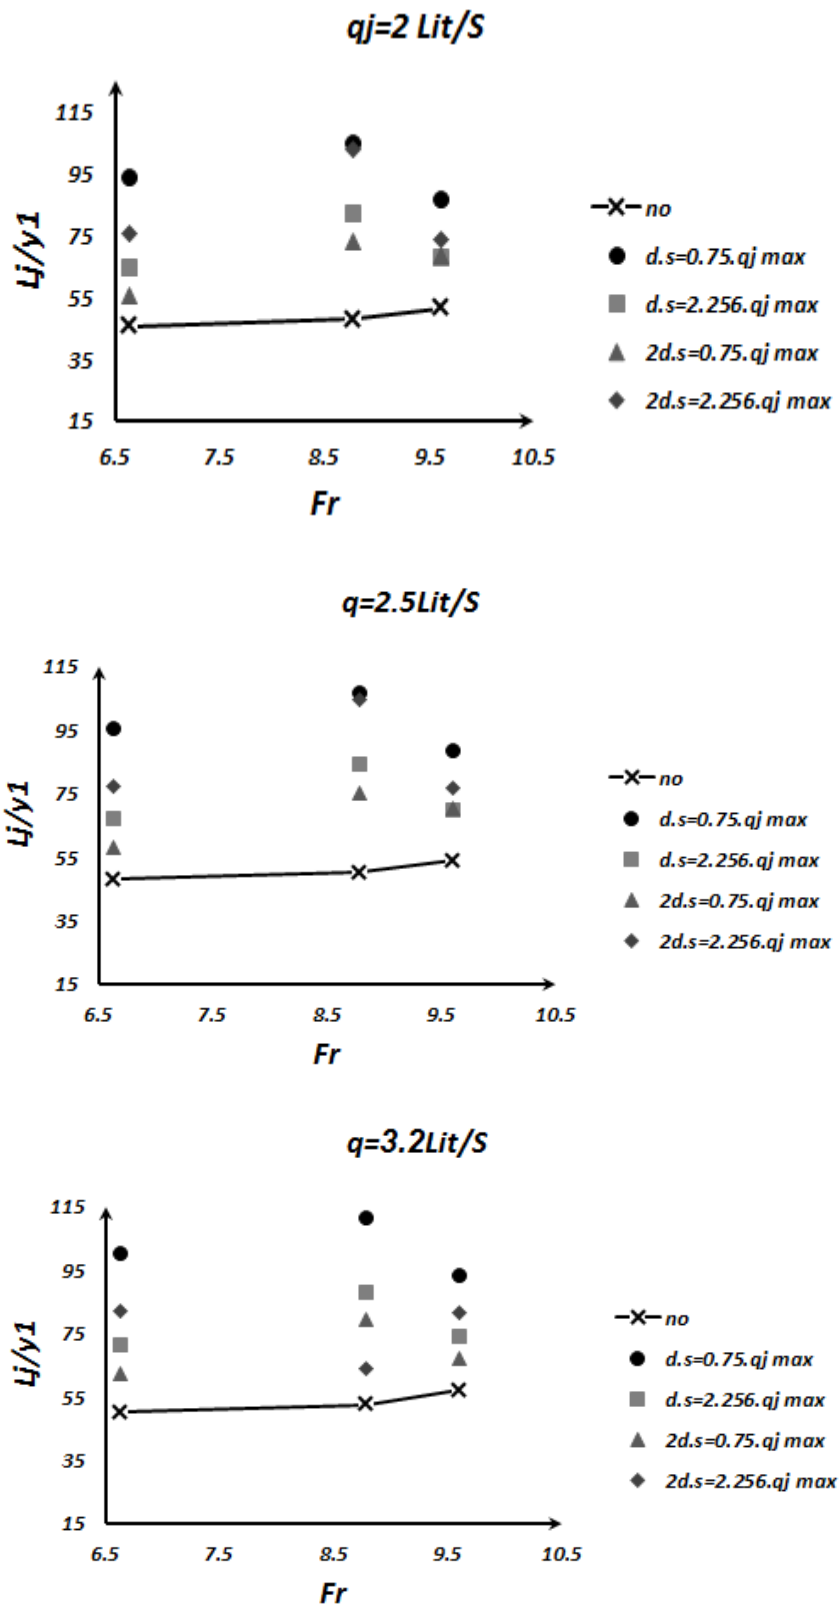 qj=2 Lit/S
115
95
75
55
35
15
Lj/y1
6.5 7.5 8.5 9.5 10.5
Fr
no
d.s=0.75.qj max
d.s=2.256.qj max
2d.s=0.75.qj max
2d.s=2.256.qj max
q=2.5Lit/S
115
95
75
55
35
15
Lj/y1
6.5 7.5 8.5 9.5 10.5
Fr
no
d.s=0.75.qj max
d.s=2.256.qj max
2d.s=0.75.qj max
2d.s=2.256.qj max
q=3.2Lit/S
115
95
75
55
35
15
Lj/y1
6.5 7.5 8.5 9.5 10.5
Fr
no
d.s=0.75.qj max
d.s=2.256.qj max
2d.s=0.75.qj max
2d.s=2.256.qj max